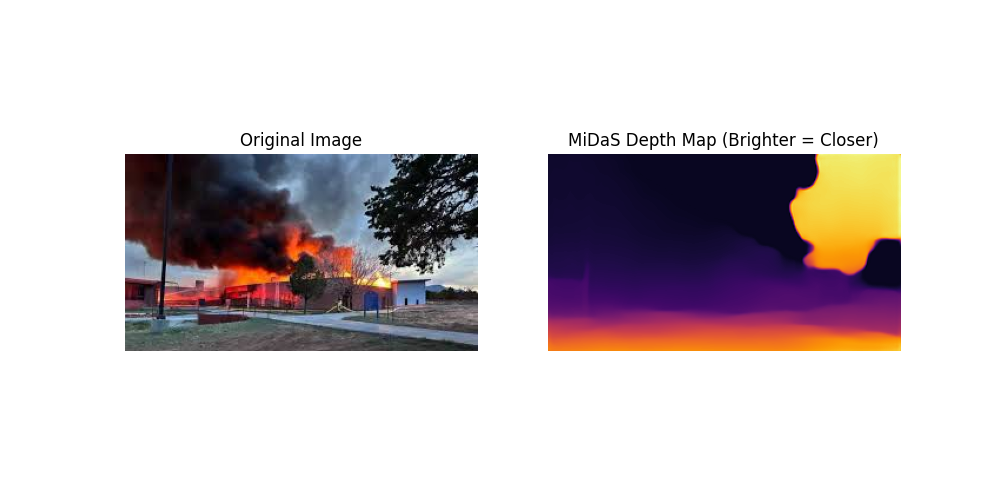 Original Image
MiDaS Depth Map (Brighter = Closer)